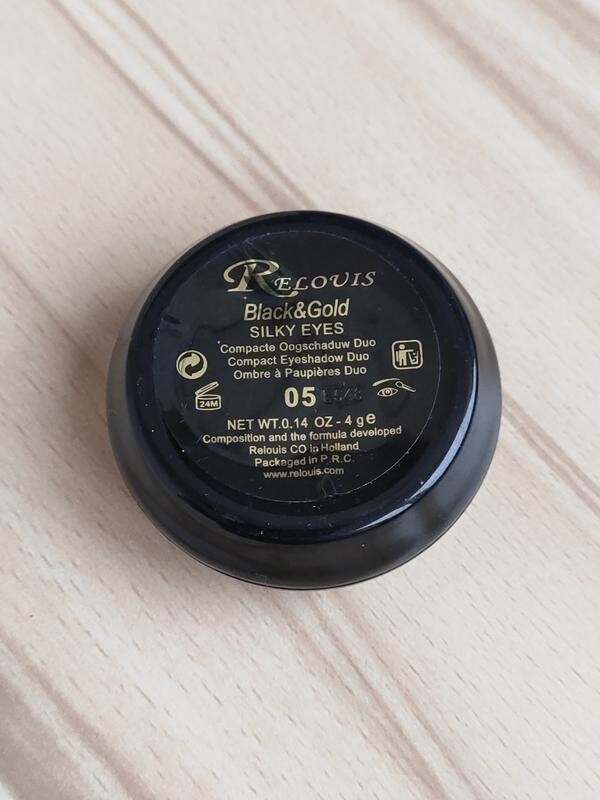 RELOUIS
Black&Gold
SILKY EYES
Compacte Oogschaduw Duo
Compact Eyeshadow Duo
Ombre à Paupières Duo
05
24M
NET WT.0.14 OZ - 4 g e
Composition and the formula developed
Relouis CO in Holland
Packaged in P.R.C.
www.relouis.com